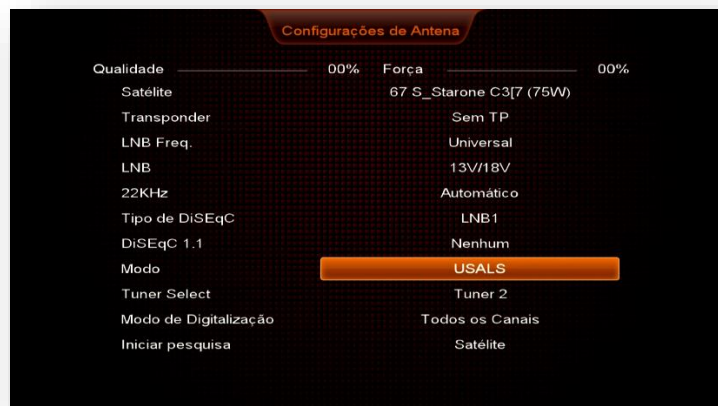 Configurações de Antena
Qualidade 00% Força 00%
Satélite 67 S_Starone C3[7 (75W)
Transponder Sem TP
LNB Freq. Universal
LNB 13V/18V
22KHz Automático
Tipo de DiSEqC LNB1
DiSEqC 1.1 Nenhum
Modo USALS
Tuner Select Tuner 2
Modo de Digitalização Todos os Canais
Iniciar pesquisa Satélite